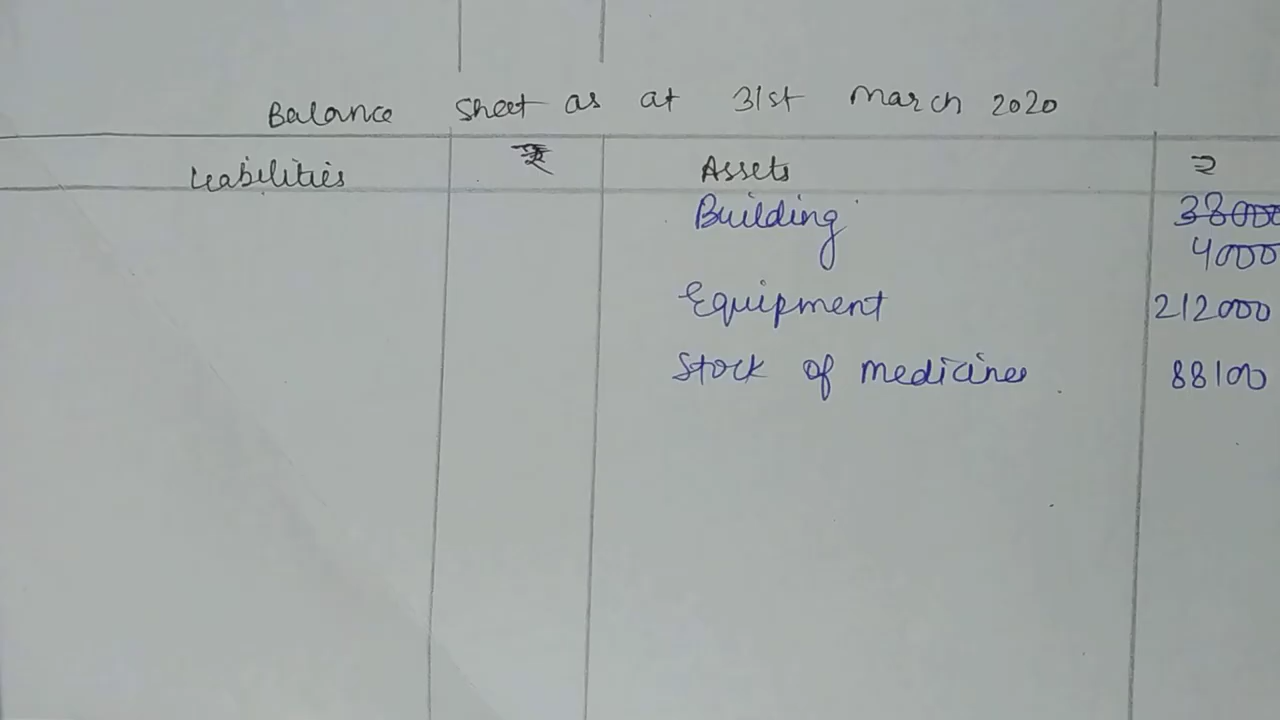 Balance Sheet as at 31st March 2020
Liabilities ₹ Assets ₹
Building 38000
4000
Equipment 212000
Stock of medicines 88100